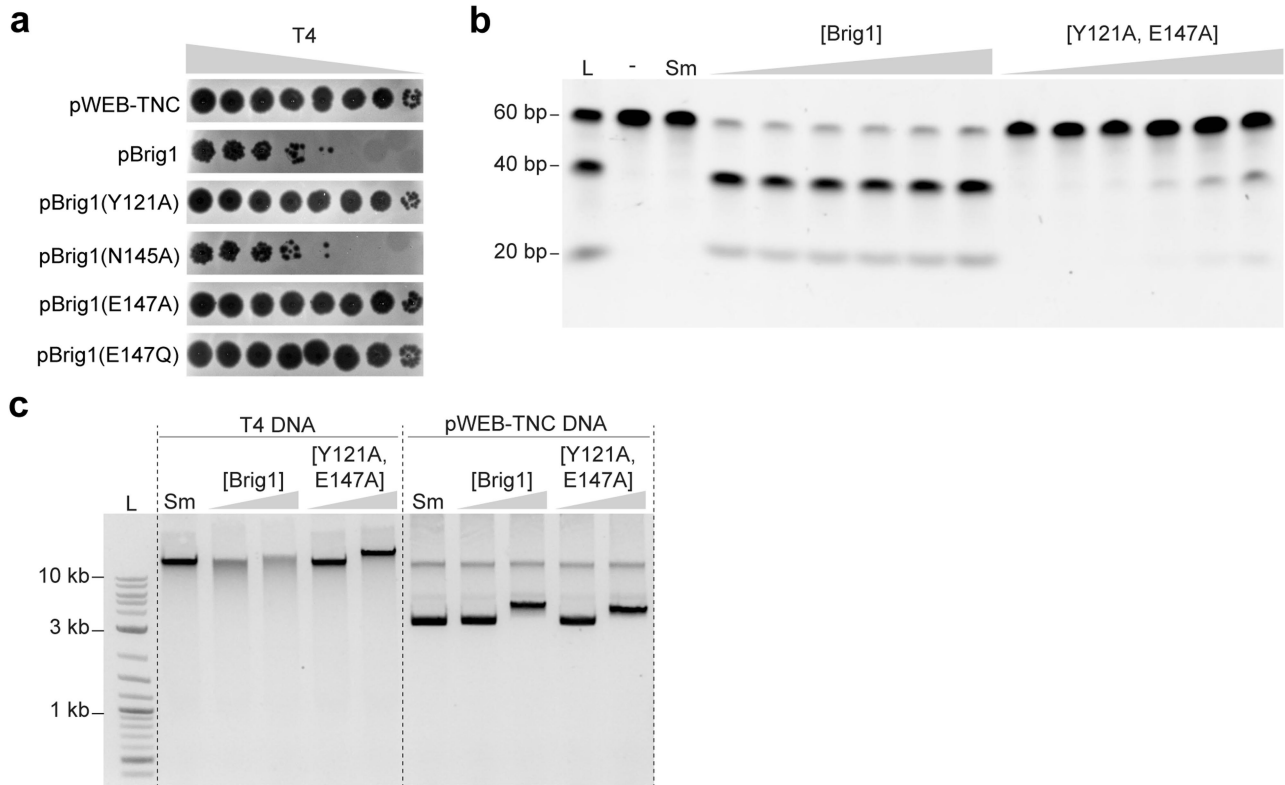 a
T4
pWEB-TNC
pBrig1
pBrig1(Y121A)
pBrig1(N145A)
pBrig1(E147A)
pBrig1(E147Q)
b
[Brig1]
[Y121A, E147A]
L - Sm
60 bp
40 bp
20 bp
c
T4 DNA
pWEB-TNC DNA
[Y121A,
E147A]
[Y121A,
E147A]
L Sm [Brig1] Sm [Brig1]
10 kb
3 kb
1 kb